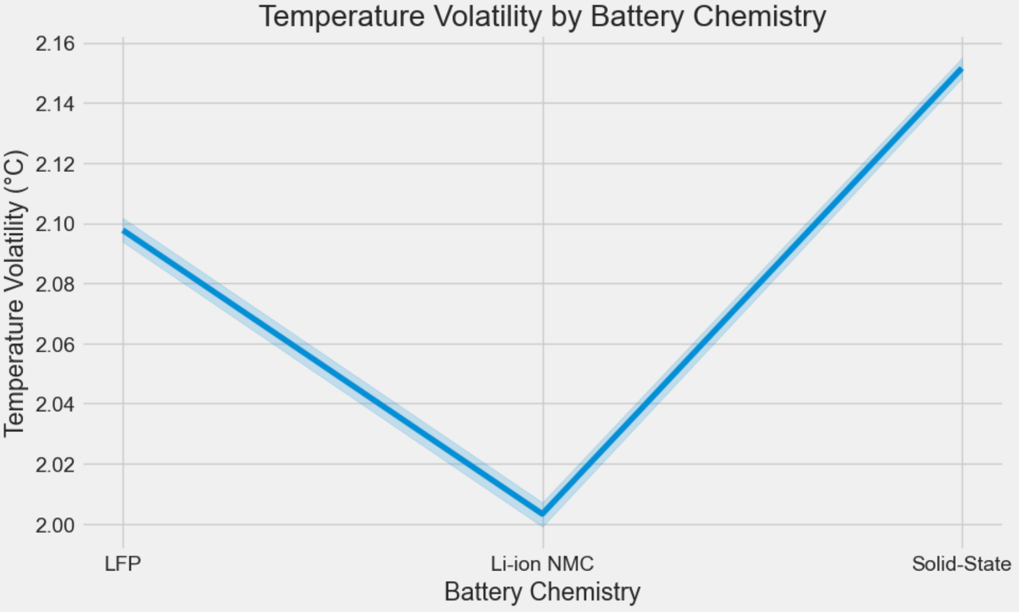 Temperature Volatility by Battery Chemistry
Temperature Volatility (°C)
2.16
2.14
2.12
2.10
2.08
2.06
2.04
2.02
2.00
LFP Li-ion NMC Solid-State
Battery Chemistry